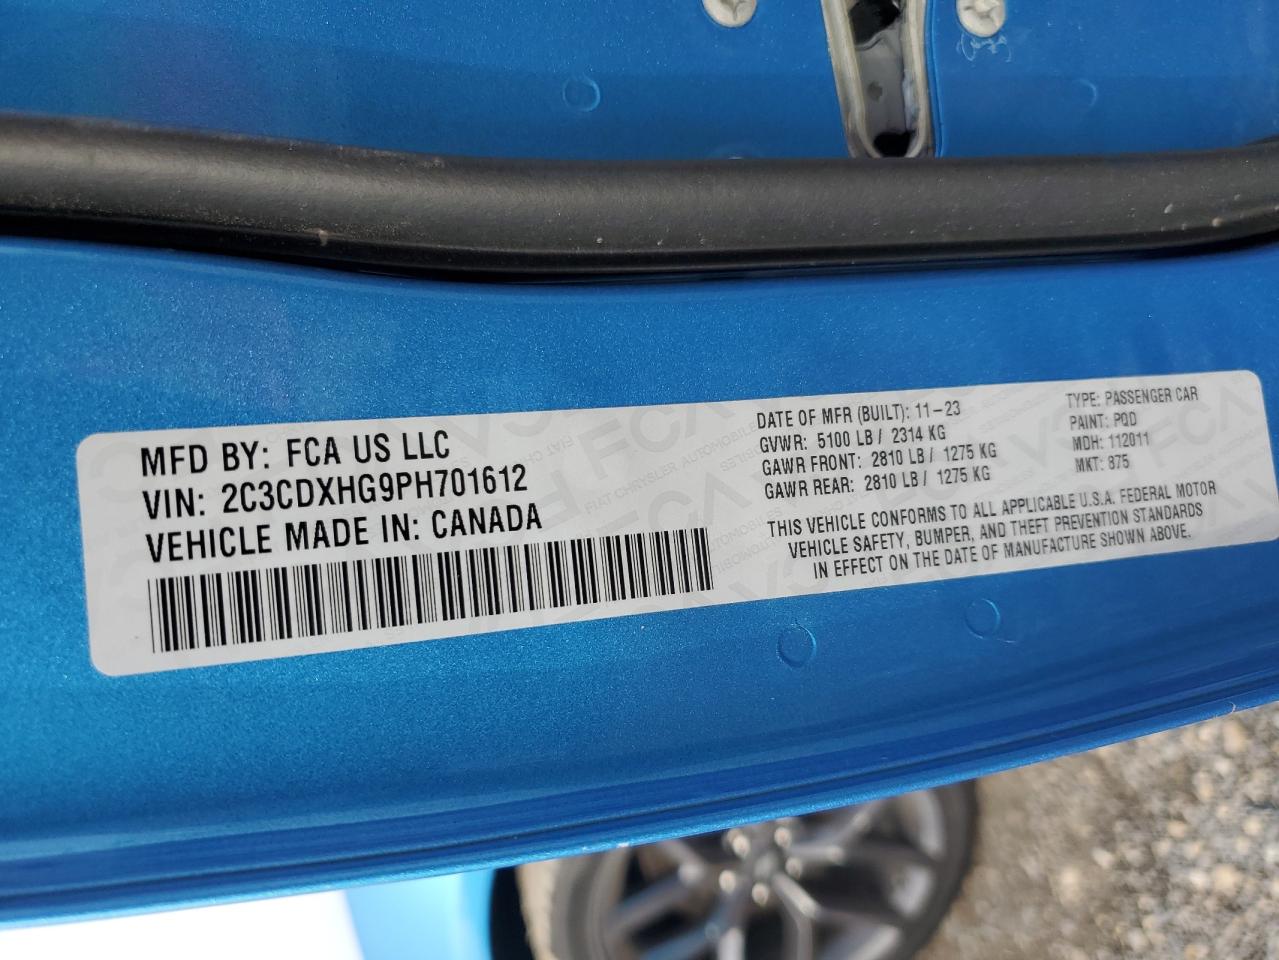 MFD BY: FCA US LLC
VIN: 2C3CDXHG9PH701612
VEHICLE MADE IN: CANADA
DATE OF MFR (BUILT): 11-23
GVWR: 5100 LB / 2314 KG
GAWR FRONT: 2810 LB / 1275 KG
GAWR REAR: 2810 LB / 1275 KG
TYPE: PASSENGER CAR
PAINT: PQD
MDH: 112011
MKT: 875
THIS VEHICLE CONFORMS TO ALL APPLICABLE U.S.A. FEDERAL MOTOR
VEHICLE SAFETY, BUMPER, AND THEFT PREVENTION STANDARDS
IN EFFECT ON THE DATE OF MANUFACTURE SHOWN ABOVE.